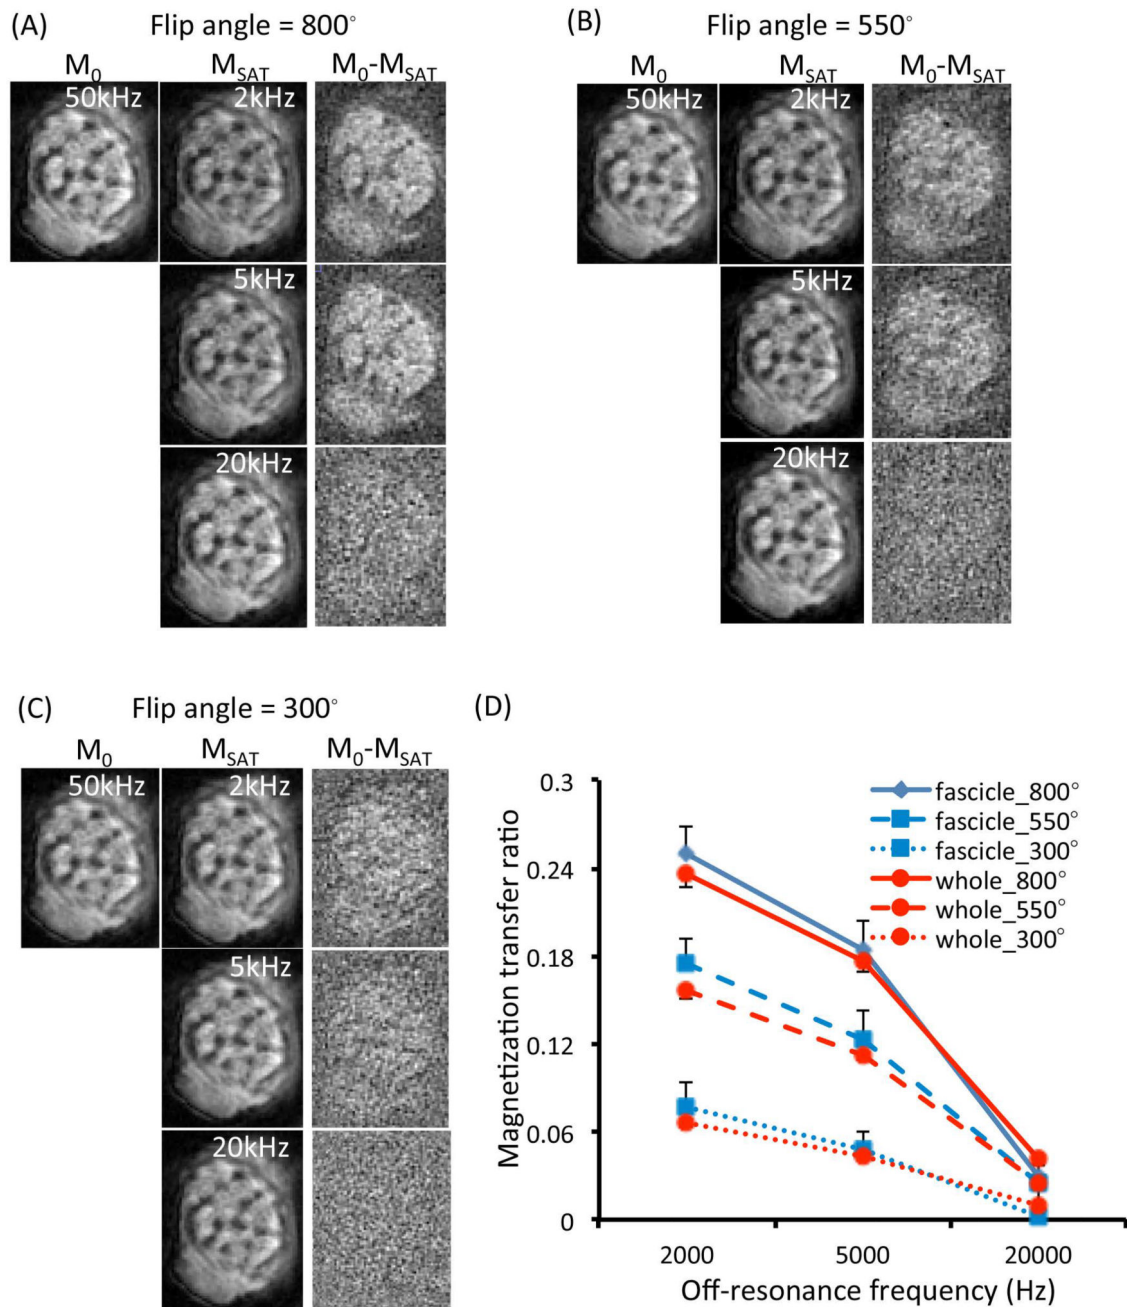 (A) Flip angle = 800°
M0 MSAT M0-MSAT
50kHz 2kHz
5kHz
20kHz
(B) Flip angle = 550°
M0 MSAT M0-MSAT
50kHz 2kHz
5kHz
20kHz
(C) Flip angle = 300°
M0 MSAT M0-MSAT
50kHz 2kHz
5kHz
20kHz
(D)
Magnetization transfer ratio
0.3
0.24
0.18
0.12
0.06
0
fascicle_800°
fascicle_550°
fascicle_300°
whole_800°
whole_550°
whole_300°
2000 5000 20000
Off-resonance frequency (Hz)